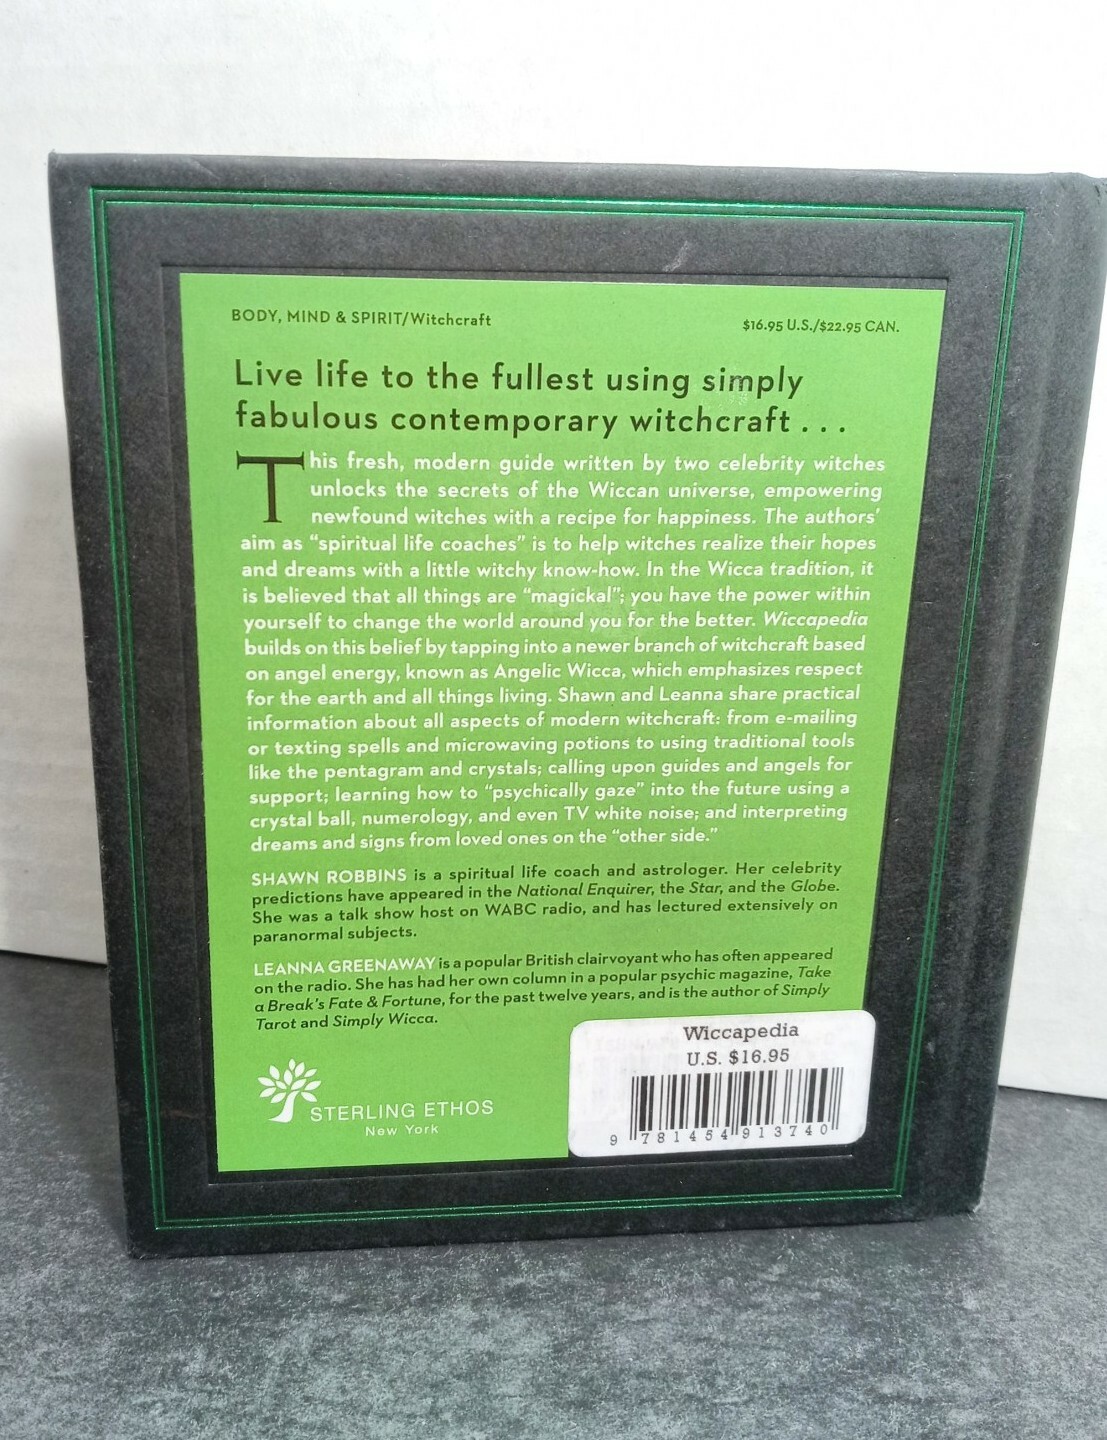 BODY, MIND & SPIRIT/Witchcraft
$16.95 U.S./$22.95 CAN.
Live life to the fullest using simply
fabulous contemporary witchcraft . . .
This fresh, modern guide written by two celebrity witches
unlocks the secrets of the Wiccan universe, empowering
newfound witches with a recipe for happiness. The authors'
aim as “spiritual life coaches” is to help witches realize their hopes
and dreams with a little witchy know-how. In the Wicca tradition, it
is believed that all things are “magickal”; you have the power within
yourself to change the world around you for the better. Wiccapedia
builds on this belief by tapping into a newer branch of witchcraft based
on angel energy, known as Angelic Wicca, which emphasizes respect
for the earth and all things living. Shawn and Leanna share practical
information about all aspects of modern witchcraft: from e-mailing
or texting spells and microwaving potions to using traditional tools
like the pentagram and crystals; calling upon guides and angels for
support; learning how to “psychically gaze” into the future using a
crystal ball, numerology, and even TV white noise; and interpreting
dreams and signs from loved ones on the “other side.”
SHAWN ROBBINS is a spiritual life coach and astrologer. Her celebrity
predictions have appeared in the National Enquirer, the Star, and the Globe.
She was a talk show host on WABC radio, and has lectured extensively on
paranormal subjects.
LEANNA GREENAWAY is a popular British clairvoyant who has often appeared
on the radio. She has had her own column in a popular psychic magazine, Take
a Break's Fate & Fortune, for the past twelve years, and is the author of Simply
Tarot and Simply Wicca.
Wiccapedia
U.S. $16.95
9 781454 913740
STERLING ETHOS
New York